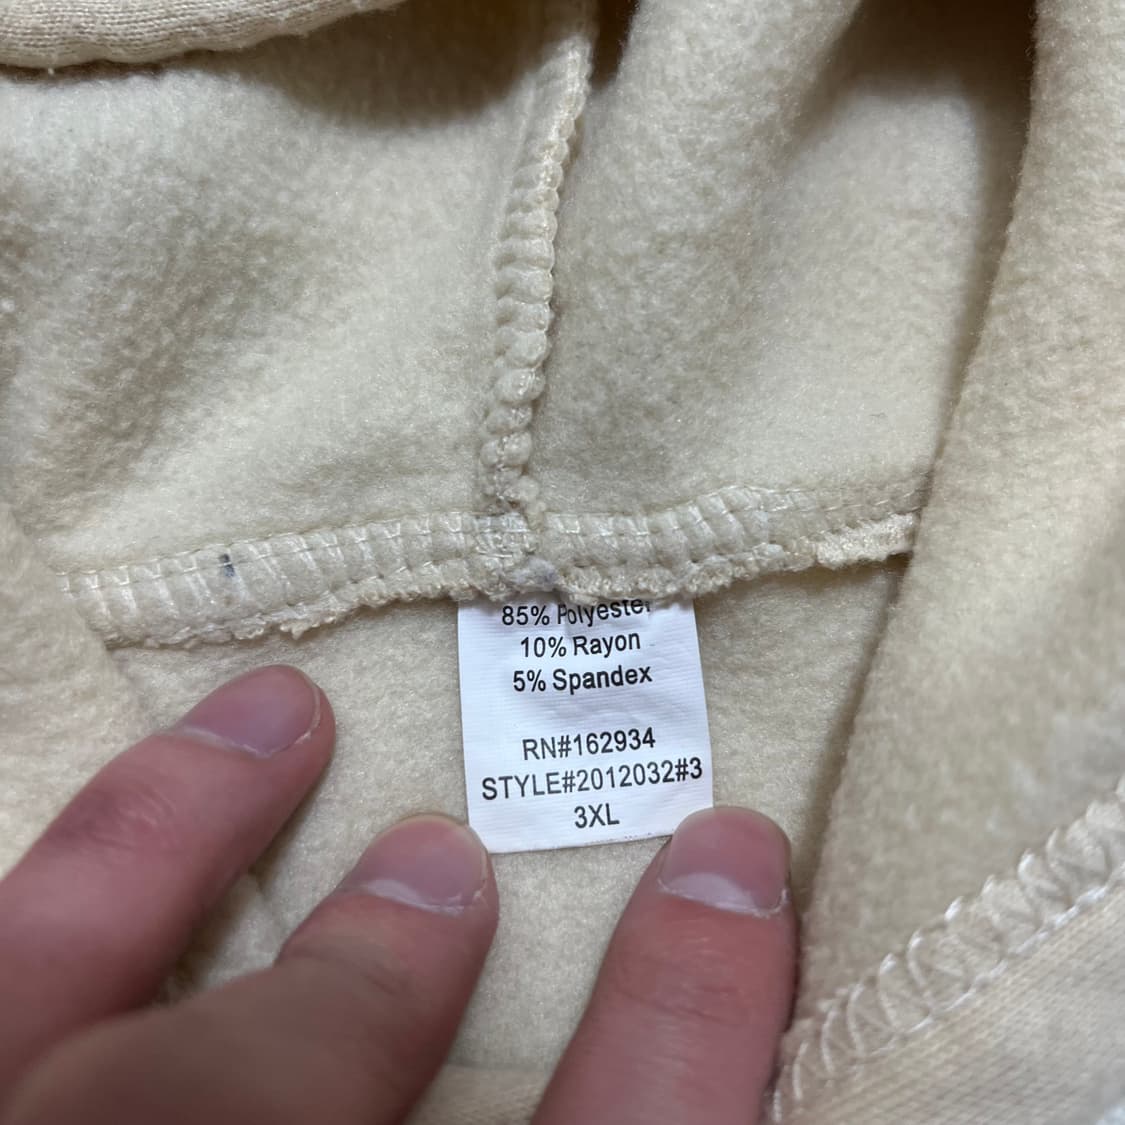 85% Polyester
10% Rayon
5% Spandex
RN#162934
STYLE#2012032#3
3XL